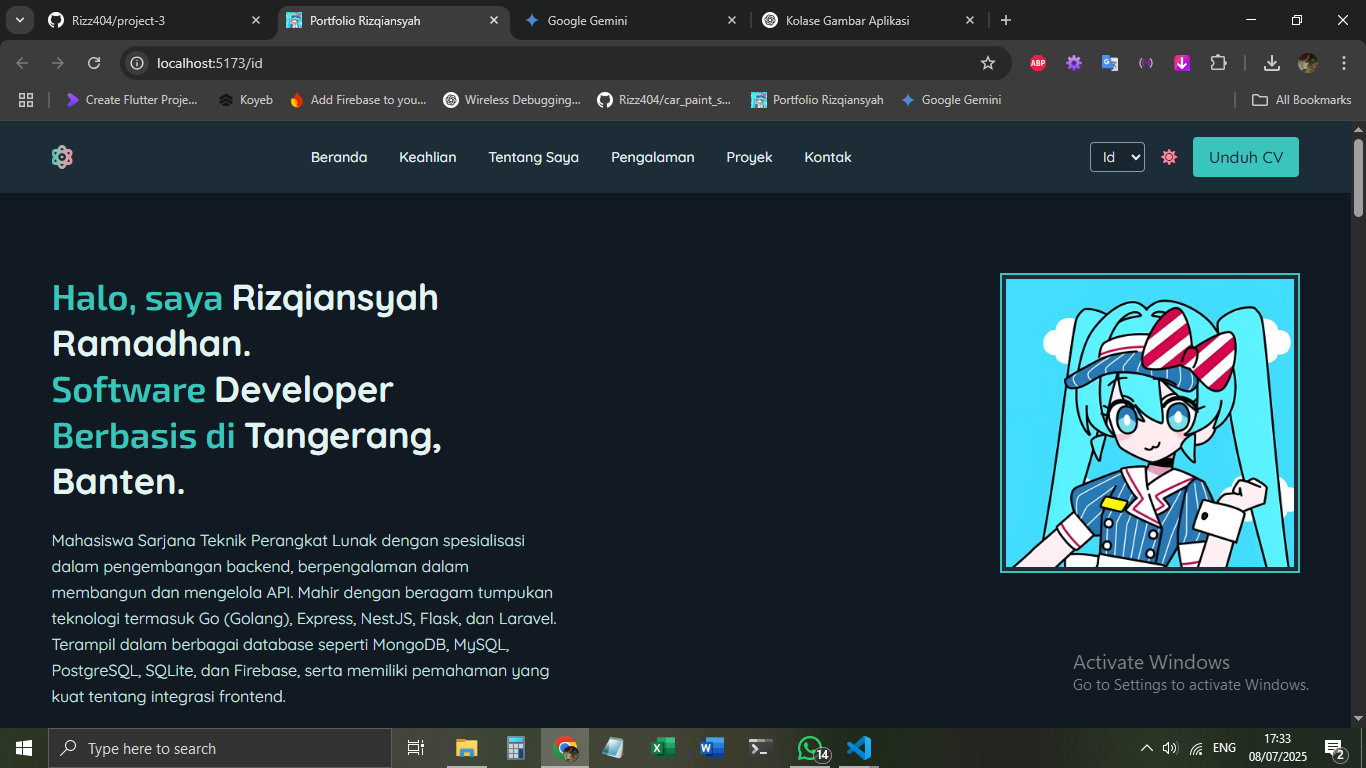 Rizz404/project-3
Portfolio Rizqiansyah
Google Gemini
Kolase Gambar Aplikasi
localhost:5173/id
ABP
Create Flutter Proje...
Koyeb
Add Firebase to you...
Wireless Debugging...
Rizz404/car_paint_s...
Portfolio Rizqiansyah
Google Gemini
All Bookmarks
Beranda
Keahlian
Tentang Saya
Pengalaman
Proyek
Kontak
Id
Unduh CV
Halo, saya Rizqiansyah
Ramadhan.
Software Developer
Berbasis di Tangerang,
Banten.
Mahasiswa Sarjana Teknik Perangkat Lunak dengan spesialisasi
dalam pengembangan backend, berpengalaman dalam
membangun dan mengelola API. Mahir dengan beragam tumpukan
teknologi termasuk Go (Golang), Express, NestJS, Flask, dan Laravel.
Terampil dalam berbagai database seperti MongoDB, MySQL,
PostgreSQL, SQLite, dan Firebase, serta memiliki pemahaman yang
kuat tentang integrasi frontend.
Activate Windows
Go to Settings to activate Windows.
Type here to search
14
ENG
17:33
08/07/2025
2